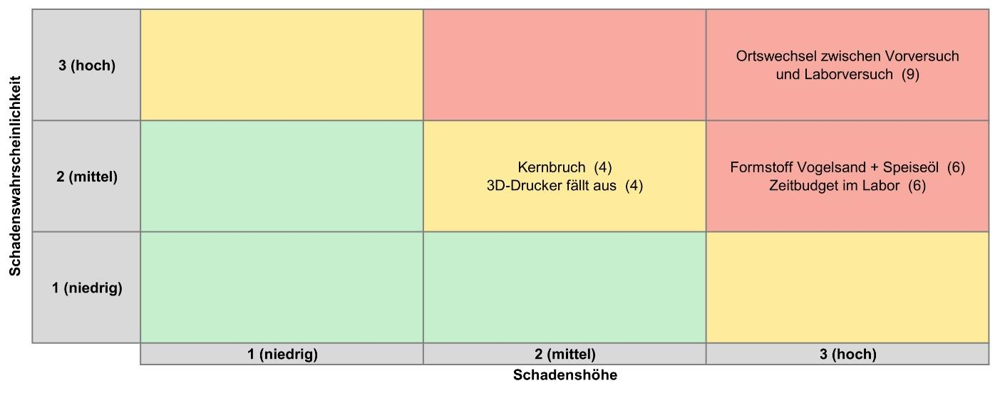 Schadenswahrscheinlichkeit
3 (hoch)
Ortswechsel zwischen Vorversuch
und Laborversuch (9)
2 (mittel)
Kernbruch (4)
3D-Drucker fällt aus (4)
Formstoff Vogelsand + Speiseöl (6)
Zeitbudget im Labor (6)
1 (niedrig)
1 (niedrig)
2 (mittel)
3 (hoch)
Schadenshöhe